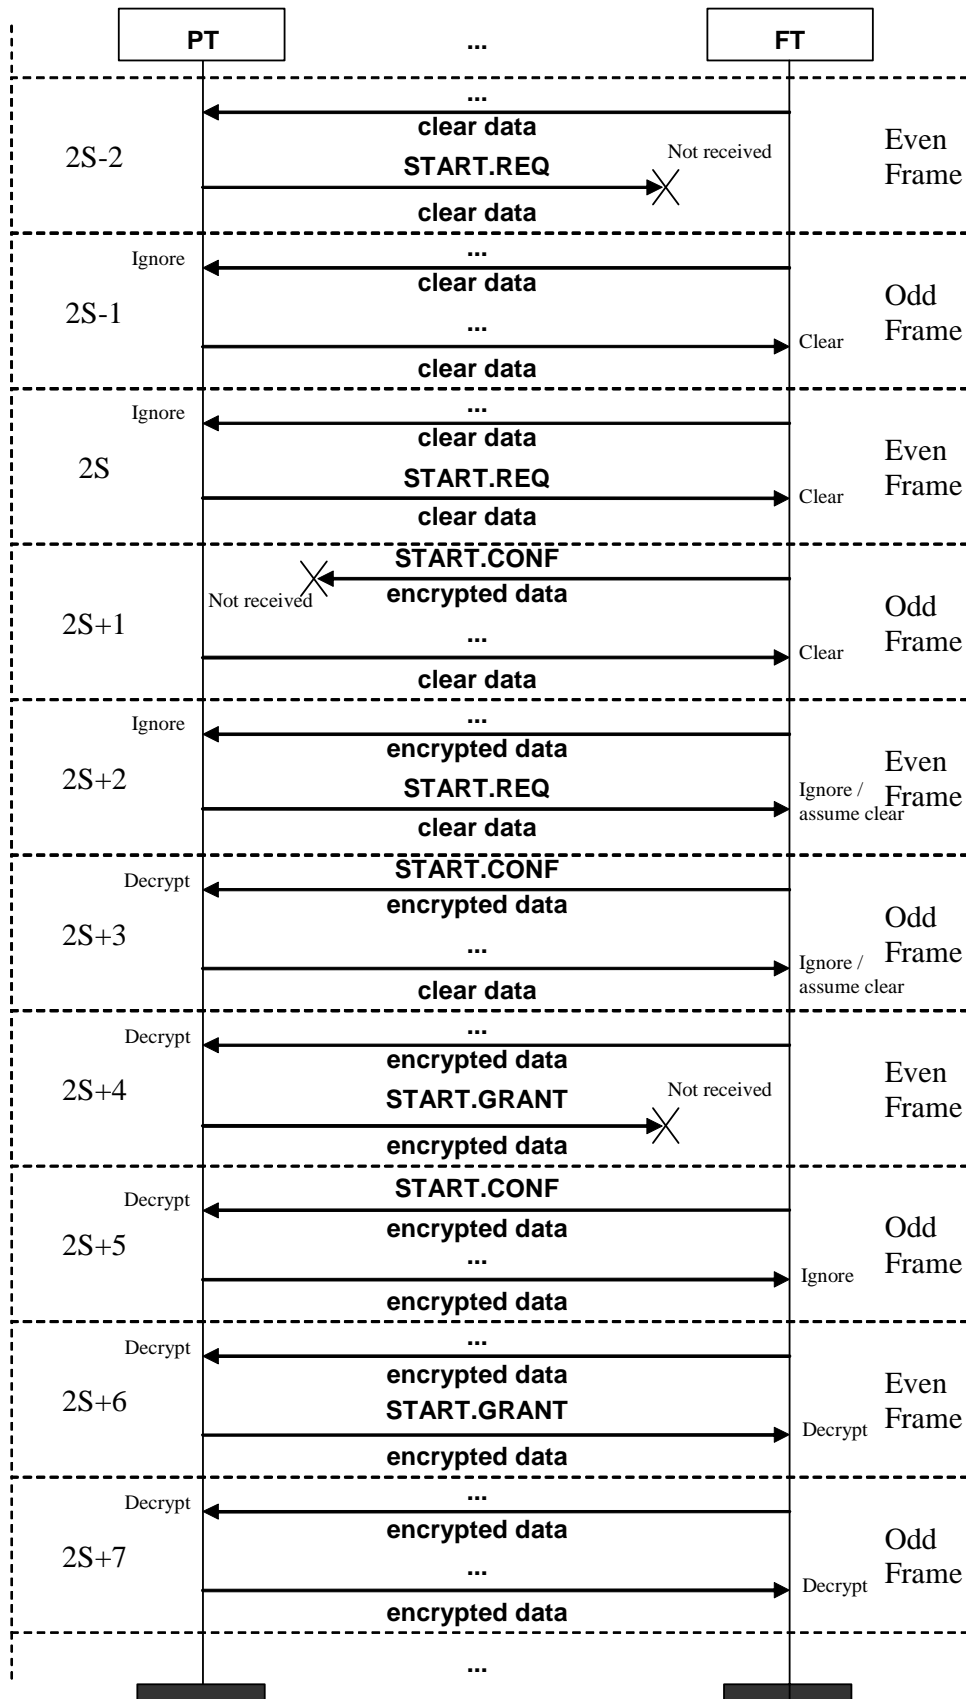 PT
...
FT
...
clear data
2S-2
START.REQ
Not received
clear data
Even
Frame
Ignore
...
clear data
2S-1
...
Clear
clear data
Odd
Frame
Ignore
...
clear data
2S
START.REQ
Clear
clear data
Even
Frame
START.CONF
Not received
encrypted data
2S+1
...
Clear
clear data
Odd
Frame
Ignore
...
encrypted data
2S+2
START.REQ
Ignore /
assume clear
clear data
Even
Frame
START.CONF
Decrypt
encrypted data
2S+3
...
Ignore /
assume clear
clear data
Odd
Frame
Decrypt
...
encrypted data
2S+4
START.GRANT
Not received
encrypted data
Even
Frame
START.CONF
Decrypt
encrypted data
2S+5
...
Ignore
encrypted data
Odd
Frame
Decrypt
...
encrypted data
2S+6
START.GRANT
Decrypt
encrypted data
Even
Frame
Decrypt
...
encrypted data
2S+7
...
Decrypt
encrypted data
Odd
Frame
...